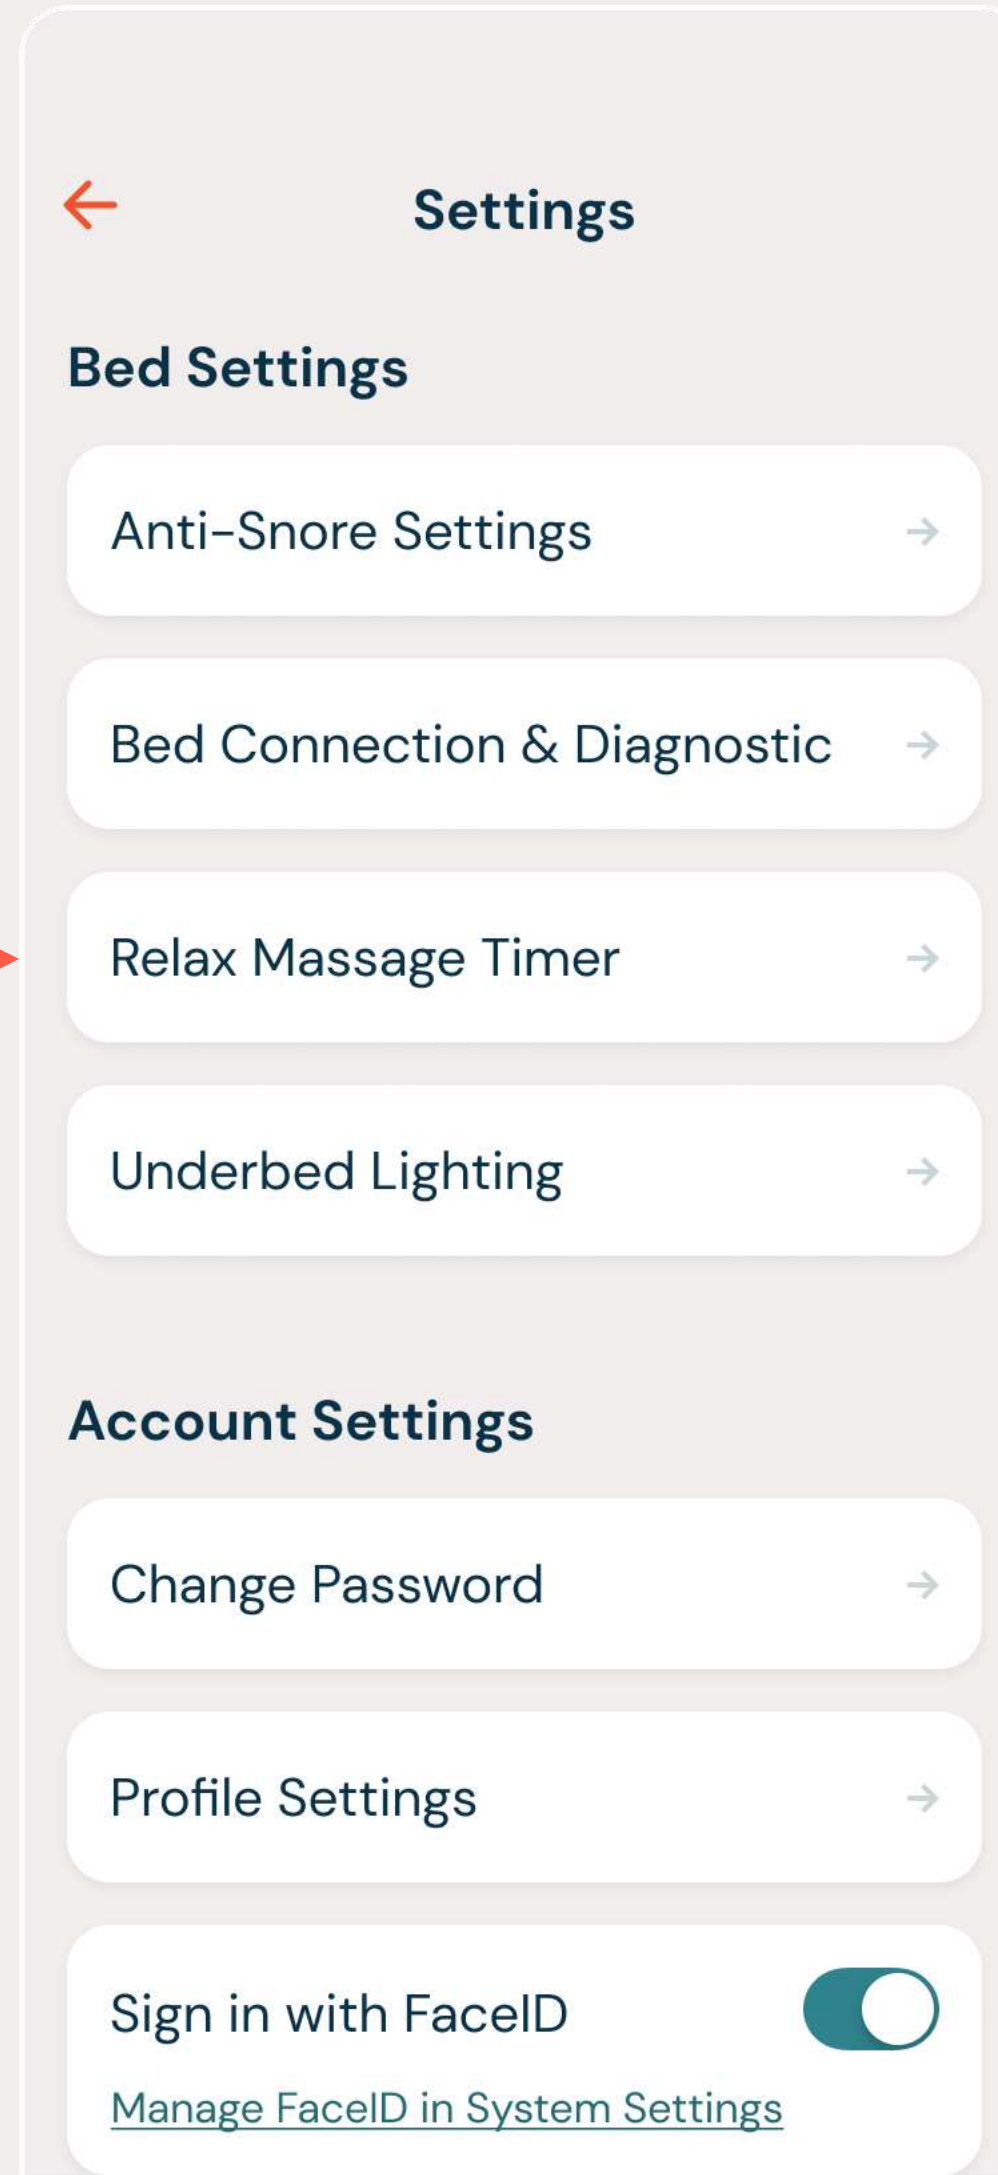 Settings
Bed Settings
Anti-Snore Settings
Bed Connection & Diagnostic
Relax Massage Timer
Underbed Lighting
Account Settings
Change Password
Profile Settings
Sign in with FaceID
Manage FaceID in System Settings